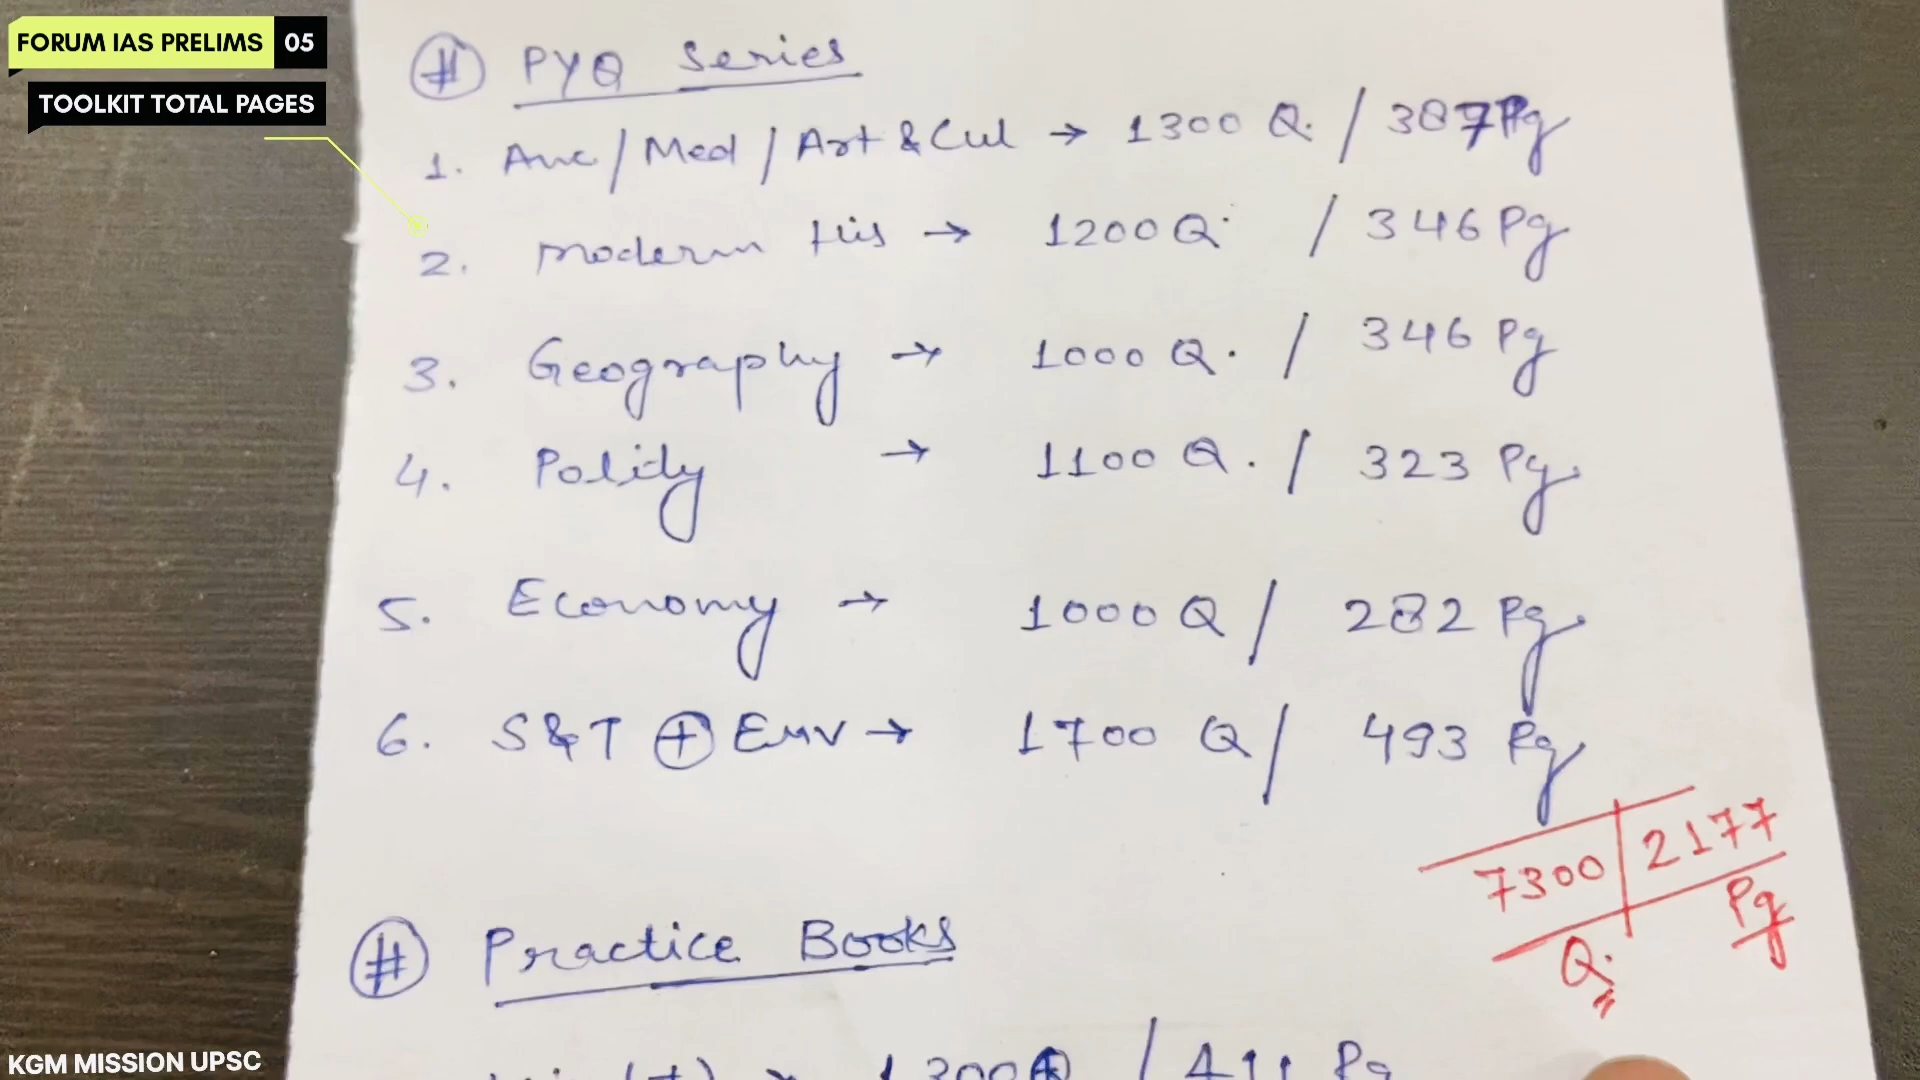 FORUM IAS PRELIMS 05
TOOLKIT TOTAL PAGES
# PYQ Series
1. Anc / Med / Art & Cul → 1300 Q. / 387 Pg
2. Modern His → 1200 Q. / 346 Pg
3. Geography → 1000 Q. / 346 Pg
4. Polity → 1100 Q. / 323 Pg.
5. Economy → 1000 Q / 282 Pg.
6. S&T ⊕ Env → 1700 Q / 493 Pg
7300 | 2177
Q. Pg
# Practice Books
KGM MISSION UPSC